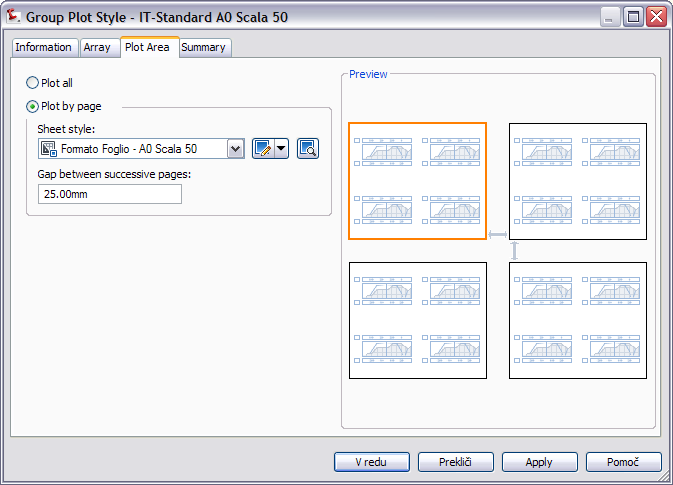 Group Plot Style - IT-Standard A0 Scala 50
Information Array Plot Area Summary
Plot all
Plot by page
Sheet style:
Fomato Foglio - A0 Scala 50
Gap between successive pages:
25.00mm
Preview
V redu Prekliči Apply Pomoč